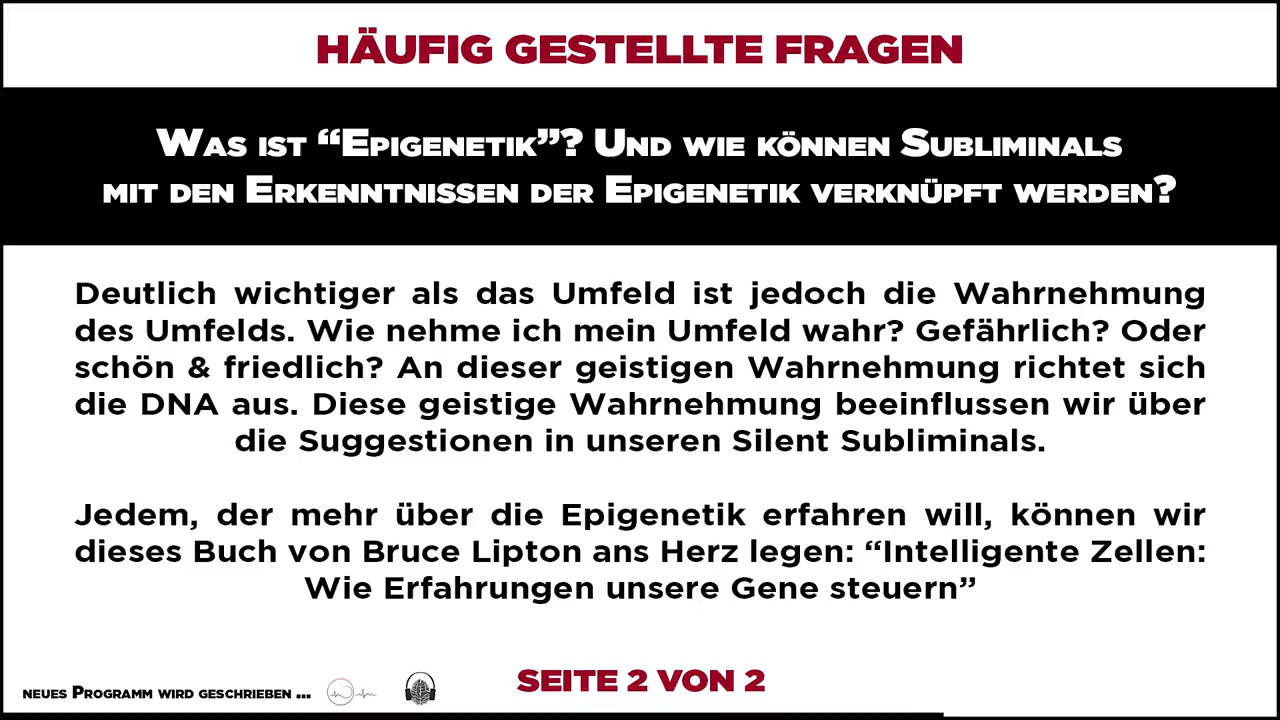 HÄUFIG GESTELLTE FRAGEN
WAS IST “EPIGENETIK”? UND WIE KÖNNEN SUBLIMINALS
MIT DEN ERKENNTNISSEN DER EPIGENETIK VERKNÜPFT WERDEN?
Deutlich wichtiger als das Umfeld ist jedoch die Wahrnehmung
des Umfelds. Wie nehme ich mein Umfeld wahr? Gefährlich? Oder
schön & friedlich? An dieser geistigen Wahrnehmung richtet sich
die DNA aus. Diese geistige Wahrnehmung beeinflussen wir über
die Suggestionen in unseren Silent Subliminals.
Jedem, der mehr über die Epigenetik erfahren will, können wir
dieses Buch von Bruce Lipton ans Herz legen: “Intelligente Zellen:
Wie Erfahrungen unsere Gene steuern”
SEITE 2 VON 2
NEUES PROGRAMM WIRD GESCHRIEBEN ...